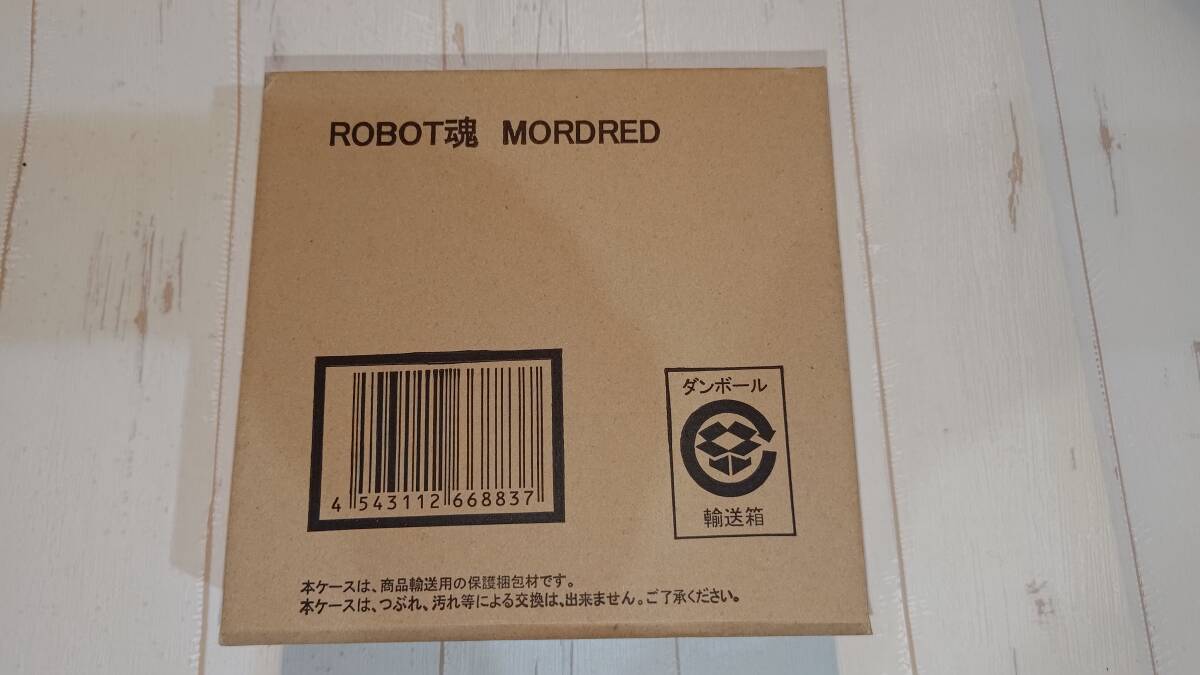 ROBOT魂 MORDRED
4 543112 668837
ダンボール
輸送箱
本ケースは、商品輸送用の保護梱包材です。
本ケースは、つぶれ、汚れ等による交換は、出来ません。ご了承ください。